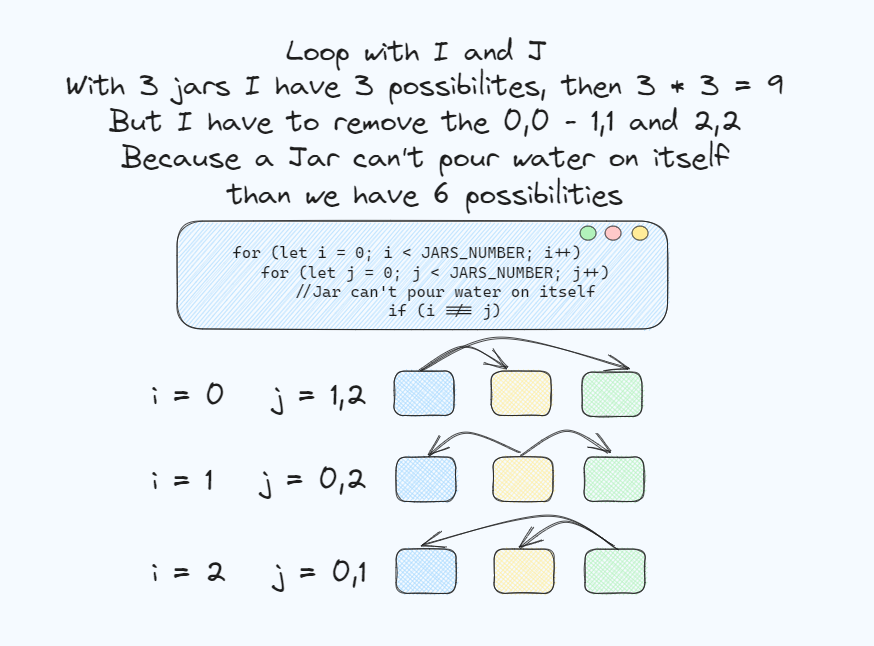 Loop with I and J
With 3 jars I have 3 possibilites, then 3 * 3 = 9
But I have to remove the 0,0 - 1,1 and 2,2
Because a Jar can't pour water on itself
than we have 6 possibilities
for (let i = 0; i < JARS_NUMBER; i++)
for (let j = 0; j < JARS_NUMBER; j++)
//Jar can't pour water on itself
if (i !== j)
i = 0 j = 1,2
i = 1 j = 0,2
i = 2 j = 0,1